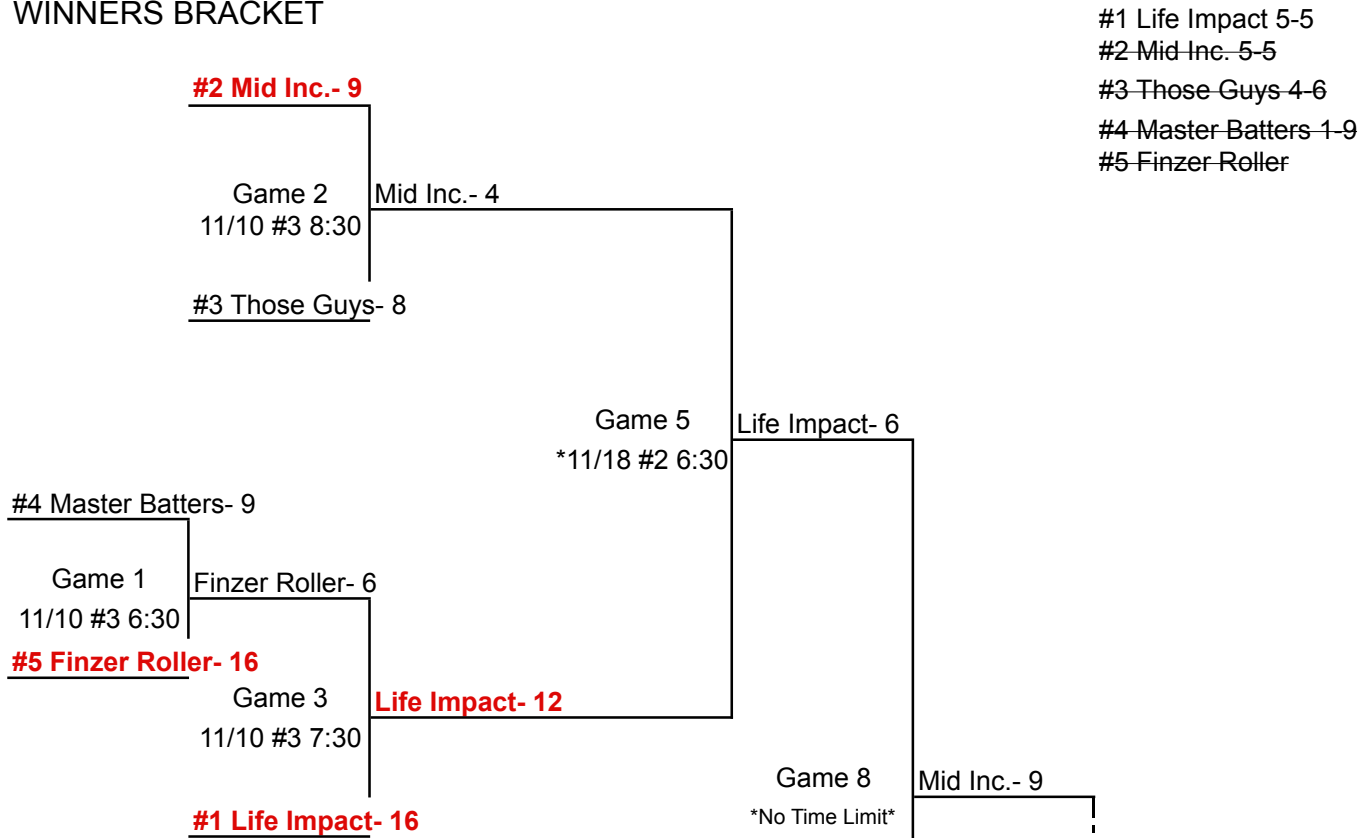 WINNERS BRACKET
#1 Life Impact 5-5
#2 Mid Inc. 5-5
#3 Those Guys 4-6
#4 Master Batters 1-9
#5 Finzer Roller
#2 Mid Inc.- 9
Game 2
11/10 #3 8:30
Mid Inc.- 4
#3 Those Guys- 8
Game 5
*11/18 #2 6:30
Life Impact- 6
#4 Master Batters- 9
Game 1
11/10 #3 6:30
Finzer Roller- 6
#5 Finzer Roller- 16
Game 3
11/10 #3 7:30
Life Impact- 12
#1 Life Impact- 16
Game 8
*No Time Limit*
Mid Inc.- 9